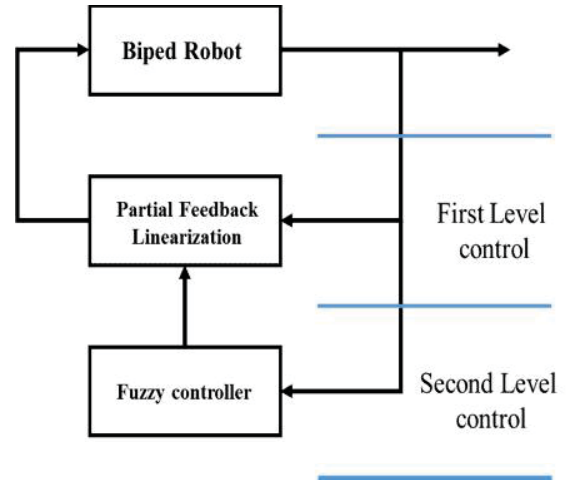 Biped Robot
Partial Feedback
Linearization
First Level
control
Fuzzy controller
Second Level
control